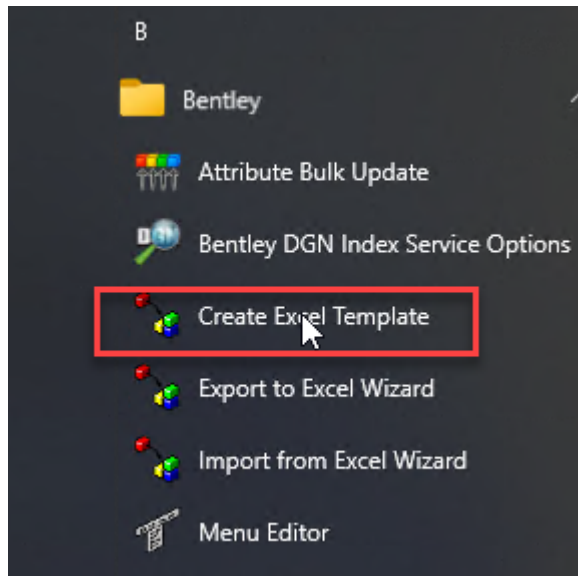 B
Bentley
Attribute Bulk Update
Bentley DGN Index Service Options
Create Excel Template
Export to Excel Wizard
Import from Excel Wizard
Menu Editor